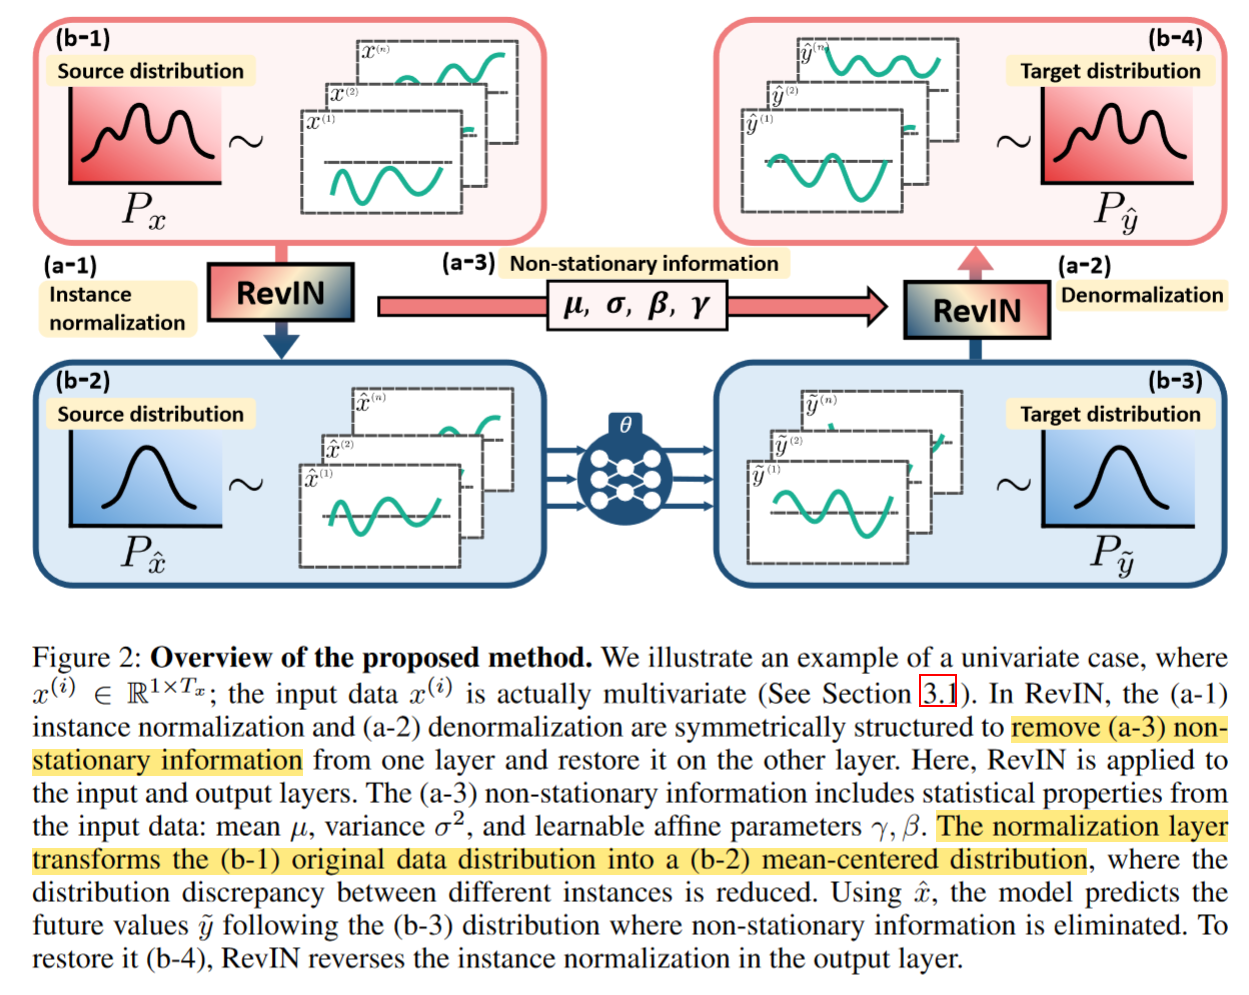 (b-1)
Source distribution
P_x
~
x^(n)
x^(2)
x^(1)
(b-4)
Target distribution
P_ŷ
~
ŷ^(n)
ŷ^(2)
ŷ^(1)
(a-1)
Instance
normalization
RevIN
(a-3) Non-stationary information
μ, σ, β, γ
(a-2)
Denormalization
RevIN
(b-2)
Source distribution
P_x̂
~
x̂^(n)
x̂^(2)
x̂^(1)
θ
(b-3)
Target distribution
P_ỹ
~
ỹ^(n)
ỹ^(2)
ỹ^(1)
Figure 2: Overview of the proposed method. We illustrate an example of a univariate case, where
x^(i) ∈ ℝ^{1×T_x}; the input data x^(i) is actually multivariate (See Section 3.1). In RevIN, the (a-1)
instance normalization and (a-2) denormalization are symmetrically structured to remove (a-3) non-
stationary information from one layer and restore it on the other layer. Here, RevIN is applied to
the input and output layers. The (a-3) non-stationary information includes statistical properties from
the input data: mean μ, variance σ², and learnable affine parameters γ, β. The normalization layer
transforms the (b-1) original data distribution into a (b-2) mean-centered distribution, where the
distribution discrepancy between different instances is reduced. Using x̂, the model predicts the
future values ỹ following the (b-3) distribution where non-stationary information is eliminated. To
restore it (b-4), RevIN reverses the instance normalization in the output layer.